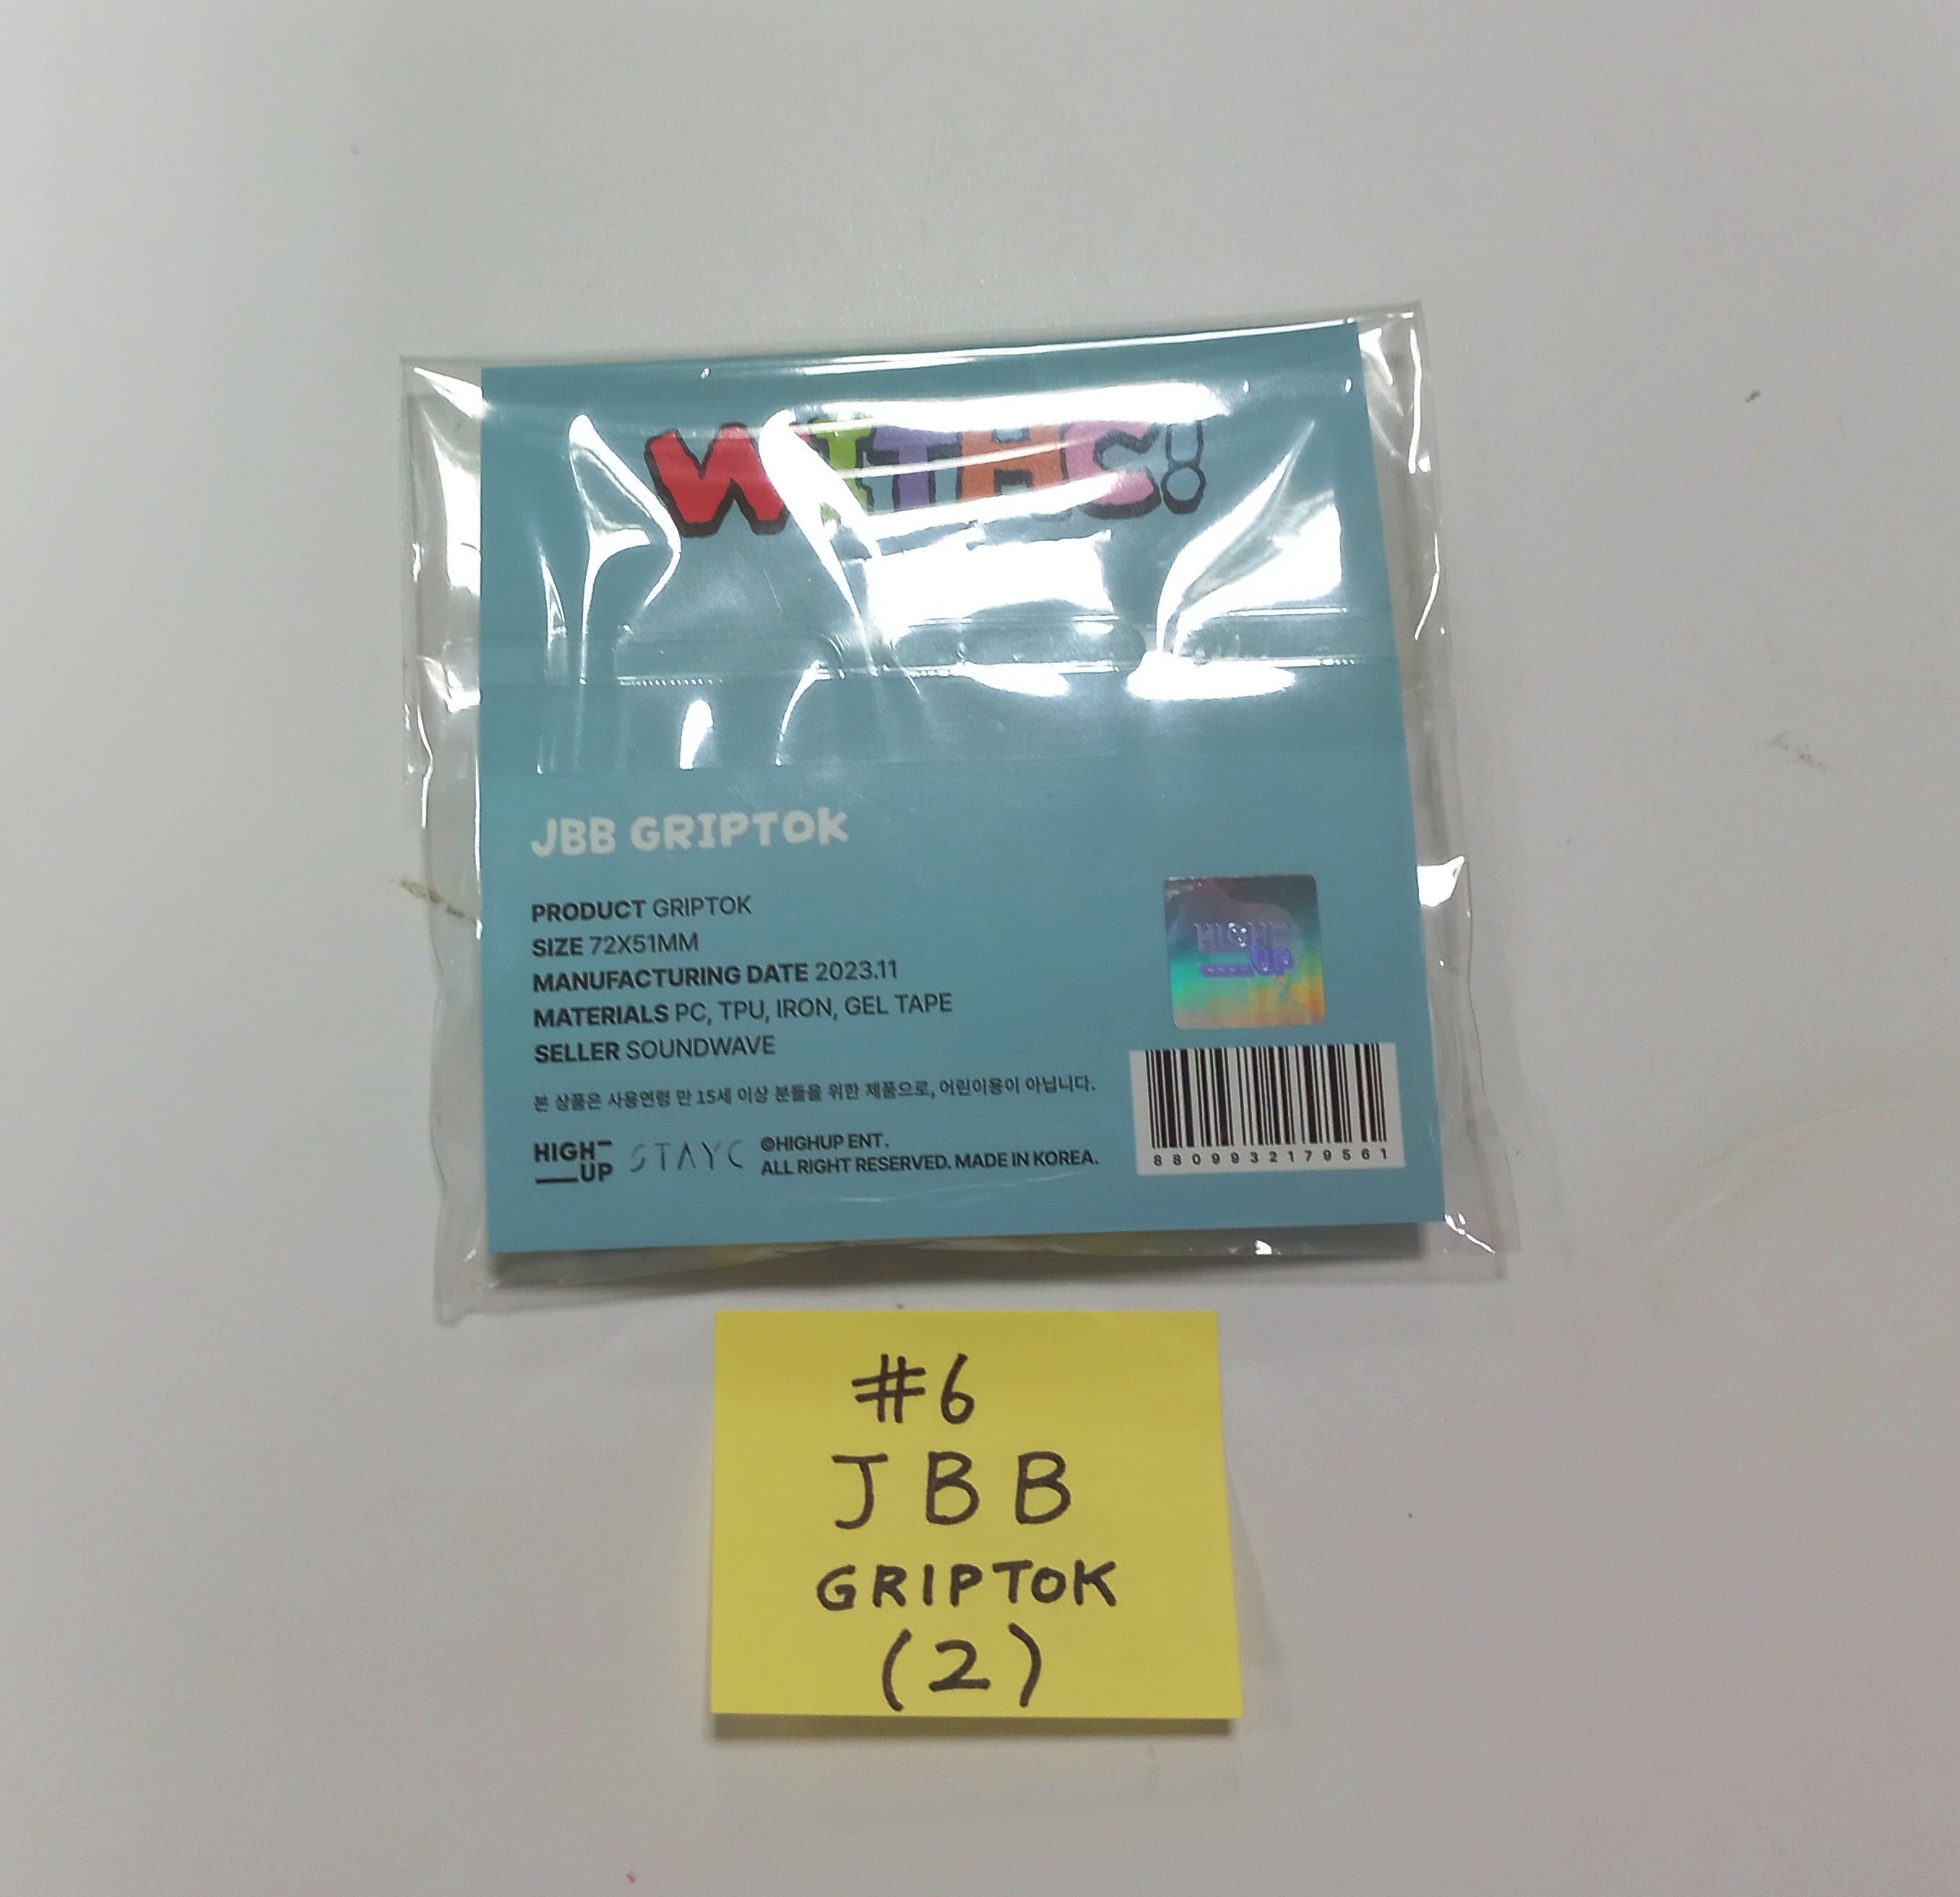 WITHC!
JBB GRIPTOK
PRODUCT GRIPTOK
SIZE 72X51MM
MANUFACTURING DATE 2023.11
MATERIALS PC, TPU, IRON, GEL TAPE
SELLER SOUNDWAVE
본 상품은 사용연령 만 15세 이상 분들을 위한 제품으로, 어린이용이 아닙니다.
HIGH
UP
STAYC
©HIGHUP ENT.
ALL RIGHT RESERVED. MADE IN KOREA.
HIGH
UP
8809932179561
#6
JBB
GRIPTOK
(2)